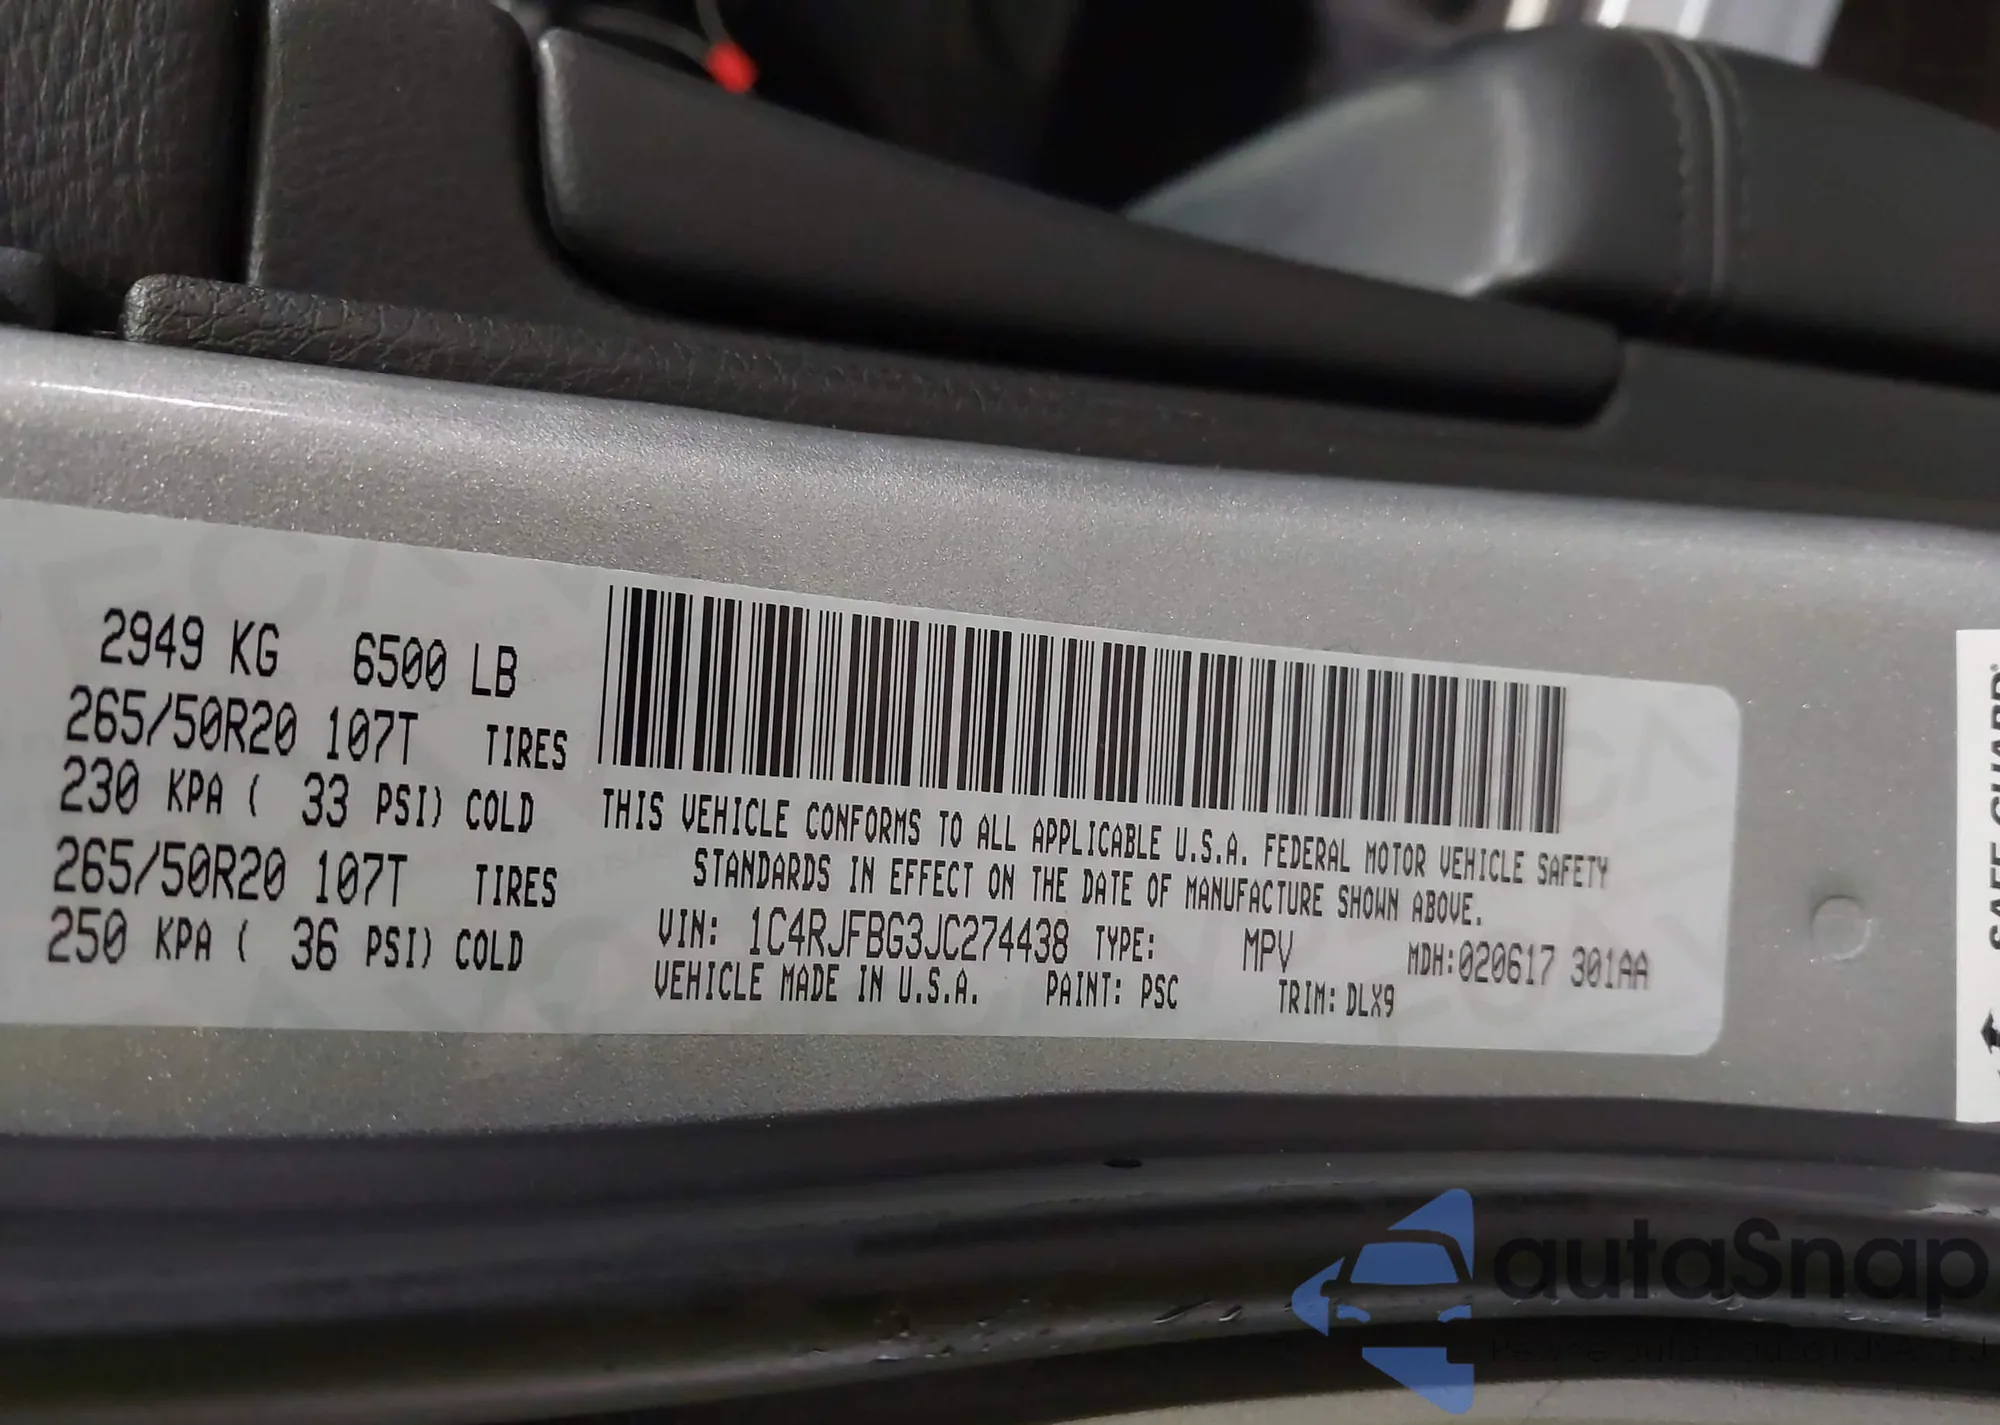 2949 KG 6500 LB
265/50R20 107T TIRES
230 KPA ( 33 PSI) COLD
265/50R20 107T TIRES
250 KPA ( 36 PSI) COLD
THIS VEHICLE CONFORMS TO ALL APPLICABLE U.S.A. FEDERAL MOTOR VEHICLE SAFETY
STANDARDS IN EFFECT ON THE DATE OF MANUFACTURE SHOWN ABOVE.
VIN: 1C4RJFBG3JC274438 TYPE: MPV MDH:020617 301AA
VEHICLE MADE IN U.S.A. PAINT: PSC TRIM: DLX9
SAFE GUARD
autaSnap